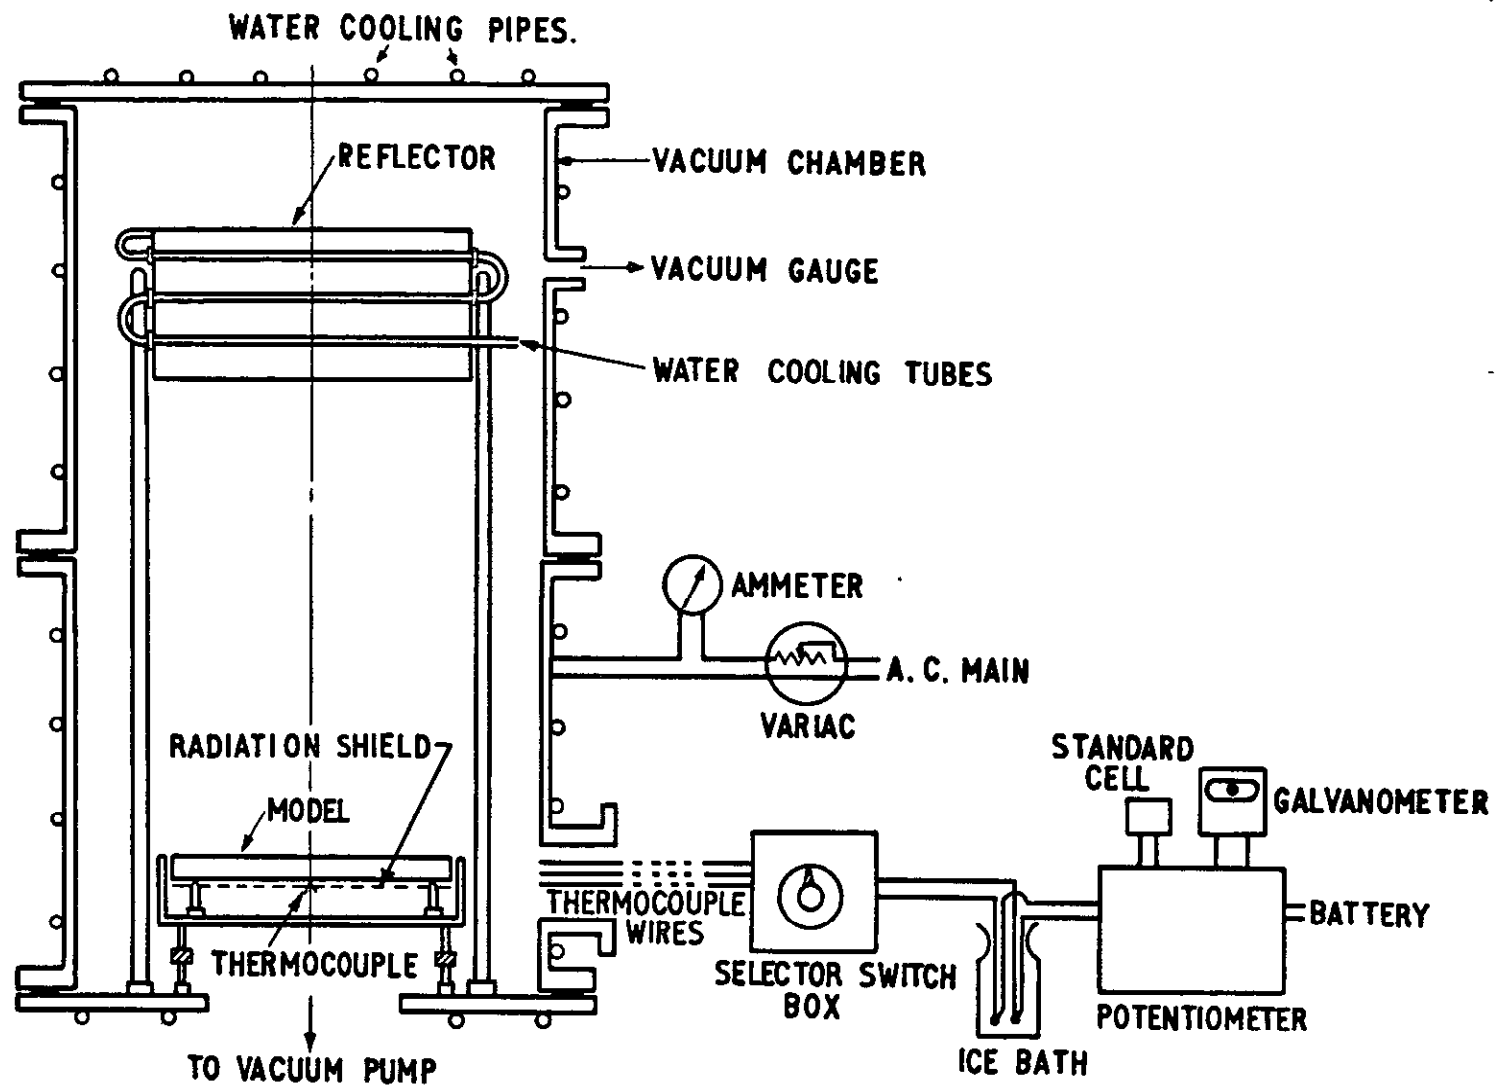 WATER COOLING PIPES.
REFLECTOR
VACUUM CHAMBER
VACUUM GAUGE
WATER COOLING TUBES
AMMETER
A. C. MAIN
VARIAC
RADIATION SHIELD
MODEL
STANDARD
CELL
GALVANOMETER
THERMOCOUPLE
WIRES
BATTERY
THERMOCOUPLE
SELECTOR SWITCH
BOX
POTENTIOMETER
ICE BATH
TO VACUUM PUMP